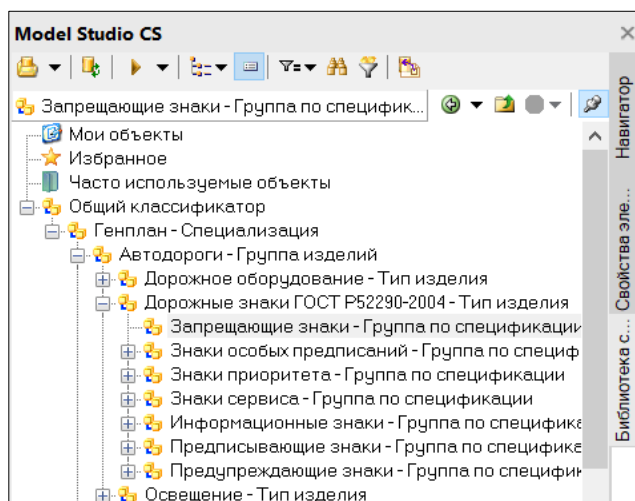 Model Studio CS
Запрещающие знаки - Группа по специфик...
Мои объекты
Избранное
Часто используемые объекты
Общий классификатор
Генплан - Специализация
Автодороги - Группа изделий
Дорожное оборудование - Тип изделия
Дорожные знаки ГОСТ Р52290-2004 - Тип изделия
Запрещающие знаки - Группа по спецификации
Знаки особых предписаний - Группа по специф
Знаки приоритета - Группа по спецификации
Знаки сервиса - Группа по спецификации
Информационные знаки - Группа по специфика
Предписывающие знаки - Группа по специфика
Предупреждающие знаки - Группа по специфик
Освещение - Тип изделия
Навигатор
Свойства эле...
Библиотека с...